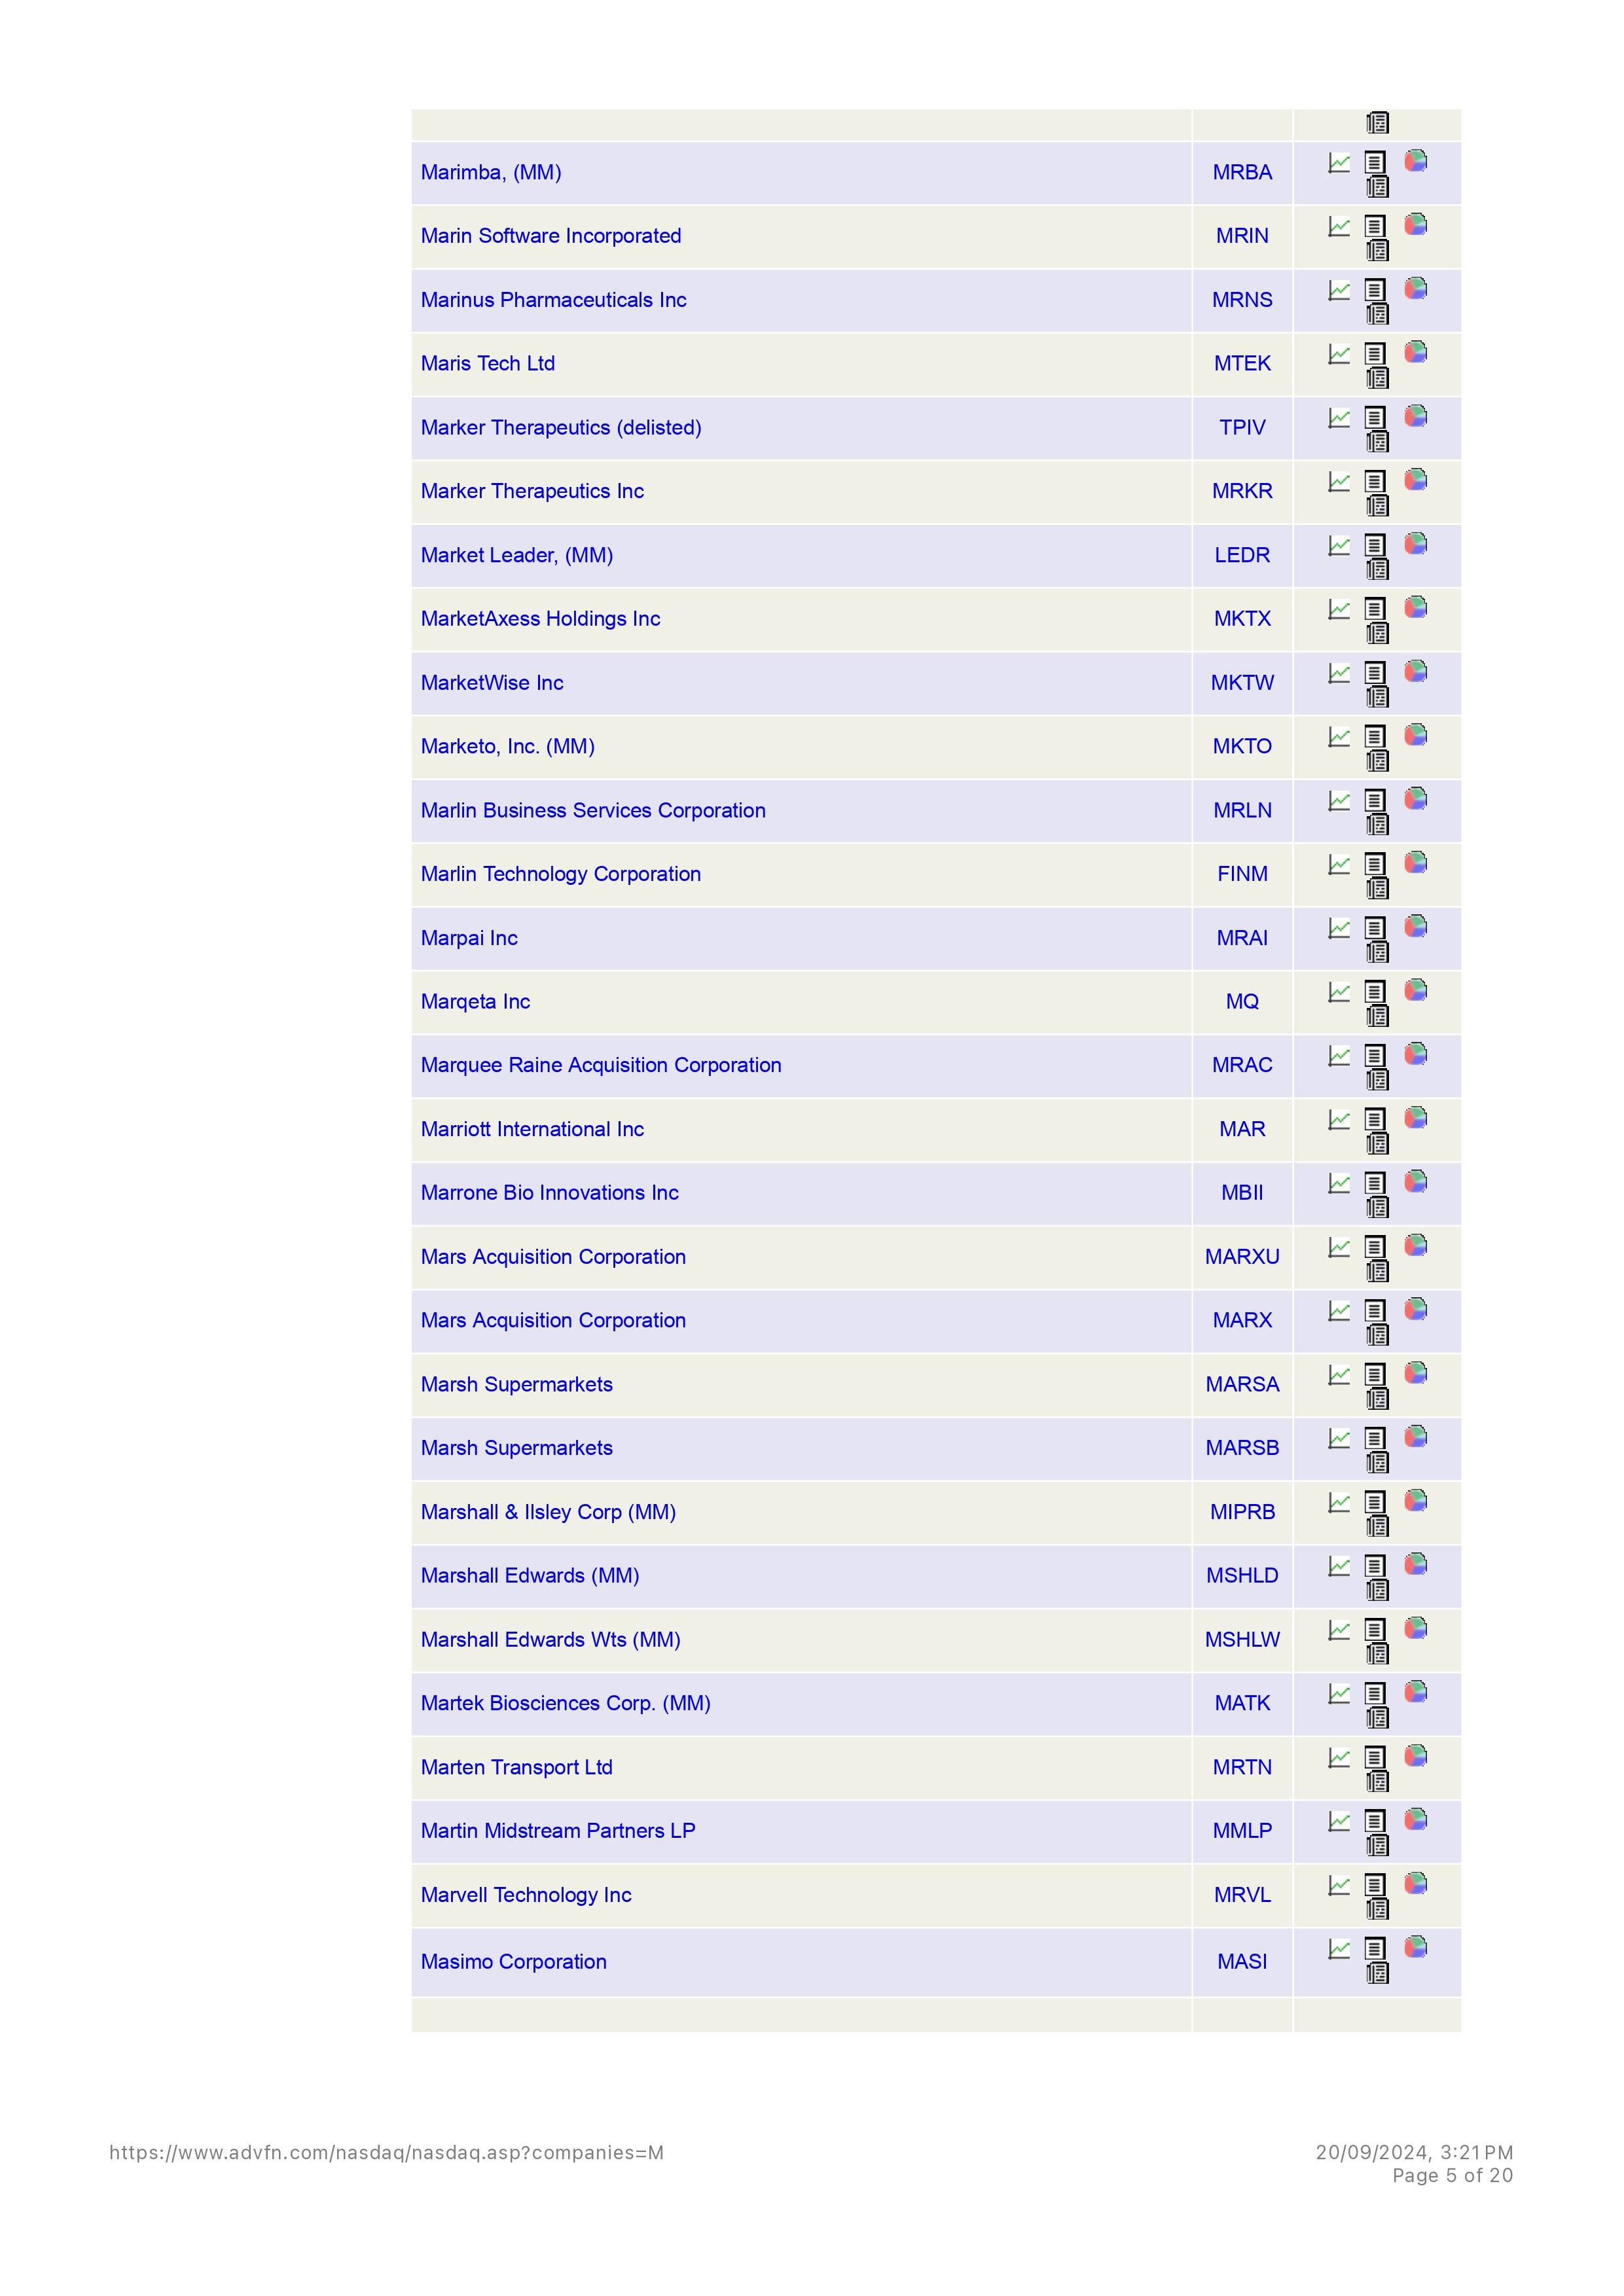 Marimba, (MM) MRBA
Marin Software Incorporated MRIN
Marinus Pharmaceuticals Inc MRNS
Maris Tech Ltd MTEK
Marker Therapeutics (delisted) TPIV
Marker Therapeutics Inc MRKR
Market Leader, (MM) LEDR
MarketAxess Holdings Inc MKTX
MarketWise Inc MKTW
Marketo, Inc. (MM) MKTO
Marlin Business Services Corporation MRLN
Marlin Technology Corporation FINM
Marpai Inc MRAI
Marqeta Inc MQ
Marquee Raine Acquisition Corporation MRAC
Marriott International Inc MAR
Marrone Bio Innovations Inc MBII
Mars Acquisition Corporation MARXU
Mars Acquisition Corporation MARX
Marsh Supermarkets MARSA
Marsh Supermarkets MARSB
Marshall & Ilsley Corp (MM) MIPRB
Marshall Edwards (MM) MSHLD
Marshall Edwards Wts (MM) MSHLW
Martek Biosciences Corp. (MM) MATK
Marten Transport Ltd MRTN
Martin Midstream Partners LP MMLP
Marvell Technology Inc MRVL
Masimo Corporation MASI
https://www.advfn.com/nasdaq/nasdaq.asp?companies=M 20/09/2024, 3:21 PM
Page 5 of 20